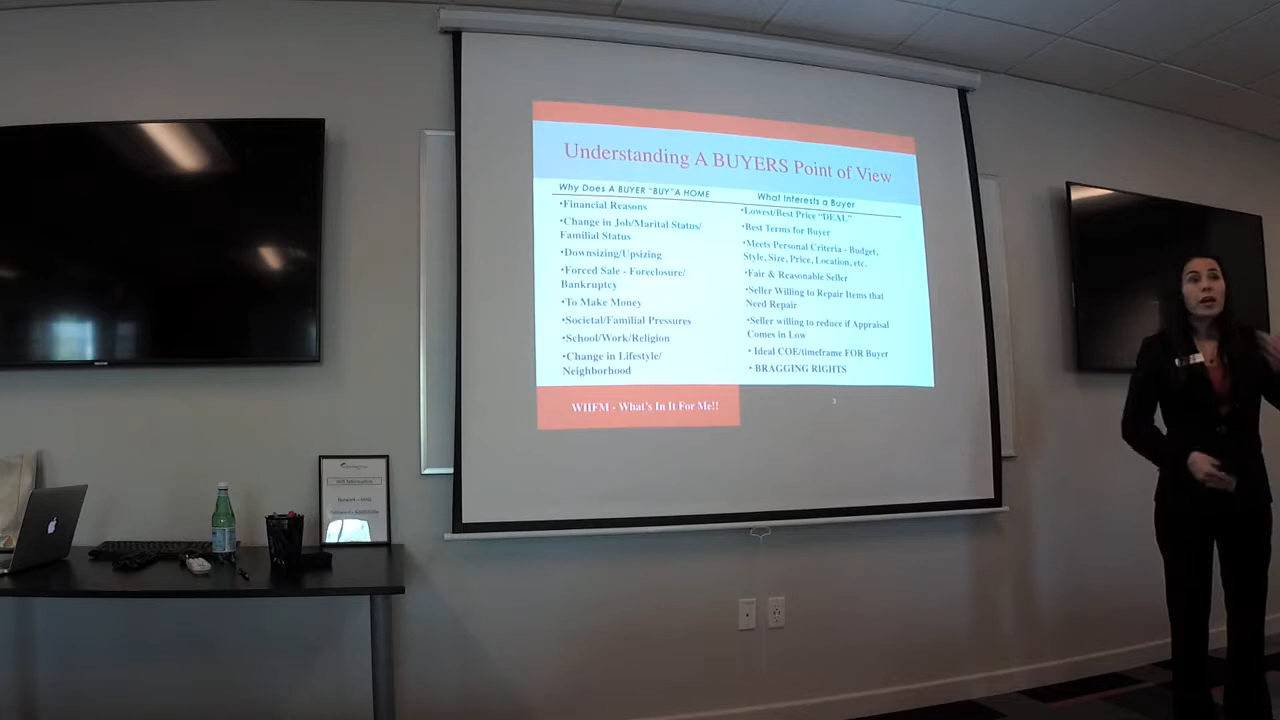 Understanding A BUYERS Point of View
Why Does A BUYER "BUY"A HOME
•Financial Reasons
•Change in Job/Marital Status/
Familial Status
•Downsizing/Upsizing
•Forced Sale - Foreclosure/
Bankruptcy
•To Make Money
•Societal/Familial Pressures
•School/Work/Religion
•Change in Lifestyle/
Neighborhood
What Interests a Buyer
•Lowest/Best Price "DEAL"
•Best Terms for Buyer
•Meets Personal Criteria - Budget,
Style, Size, Price, Location, etc.
•Fair & Reasonable Seller
•Seller Willing to Repair Items that
Need Repair
•Seller willing to reduce if Appraisal
Comes in Low
• Ideal COE/timeframe FOR Buyer
• BRAGGING RIGHTS
WIIFM - What's In It For Me!!
3